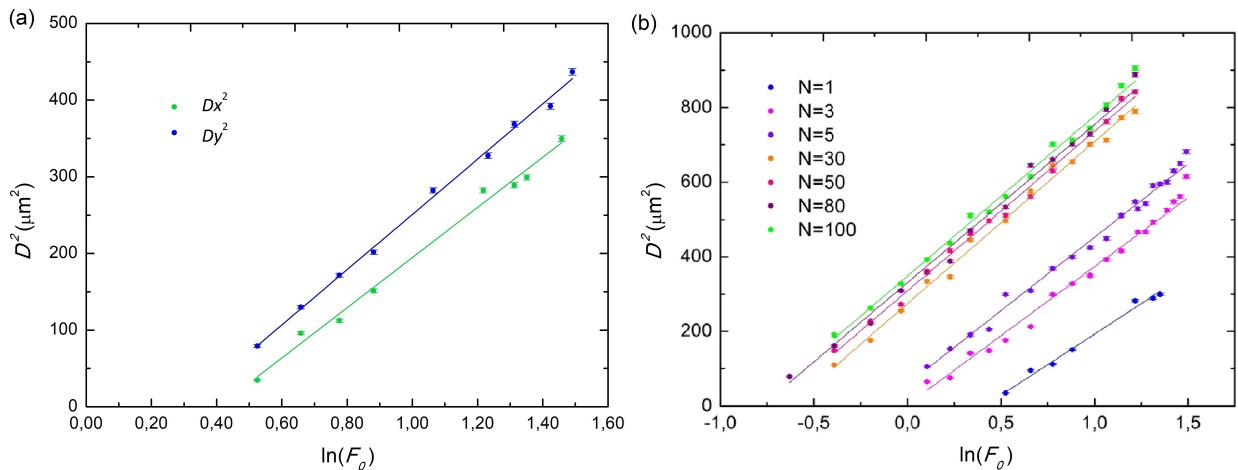 (a)
500
400
300
200
100
0
D² (μm²)
Dx²
Dy²
0,00 0,20 0,40 0,60 0,80 1,00 1,20 1,40 1,60
ln(F₀)
(b)
1000
800
600
400
200
0
D² (μm²)
N=1
N=3
N=5
N=30
N=50
N=80
N=100
-1,0 -0,5 0,0 0,5 1,0 1,5
ln(F₀)